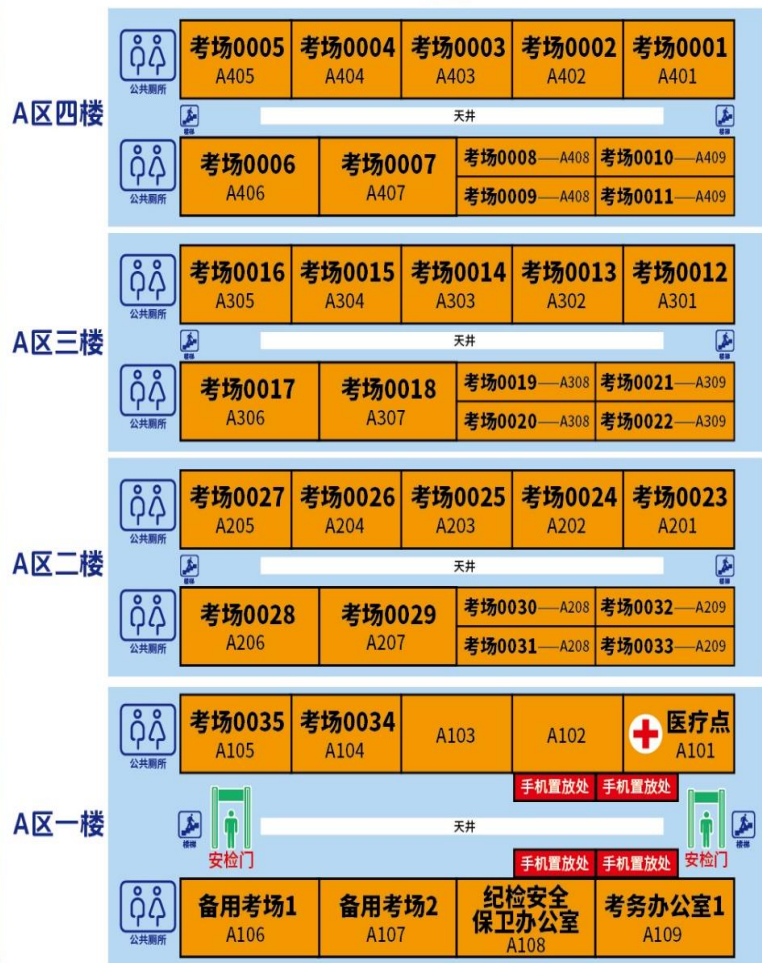 考场0005 考场0004 考场0003 考场0002 考场0001
A405 A404 A403 A402 A401
公共厕所
A区四楼
天井
楼梯 楼梯
考场0006 考场0007 考场0008——A408 考场0010——A409
A406 A407 考场0009——A408 考场0011——A409
公共厕所
考场0016 考场0015 考场0014 考场0013 考场0012
A305 A304 A303 A302 A301
公共厕所
A区三楼
天井
楼梯 楼梯
考场0017 考场0018 考场0019——A308 考场0021——A309
A306 A307 考场0020——A308 考场0022——A309
公共厕所
考场0027 考场0026 考场0025 考场0024 考场0023
A205 A204 A203 A202 A201
公共厕所
A区二楼
天井
楼梯 楼梯
考场0028 考场0029 考场0030——A208 考场0032——A209
A206 A207 考场0031——A208 考场0033——A209
公共厕所
考场0035 考场0034 A103 A102 医疗点
A105 A104 A101
公共厕所
手机置放处 手机置放处
A区一楼
天井
楼梯 楼梯
安检门 安检门
手机置放处 手机置放处
备用考场1 备用考场2 纪检安全 考务办公室1
保卫办公室
A106 A107 A108 A109
公共厕所